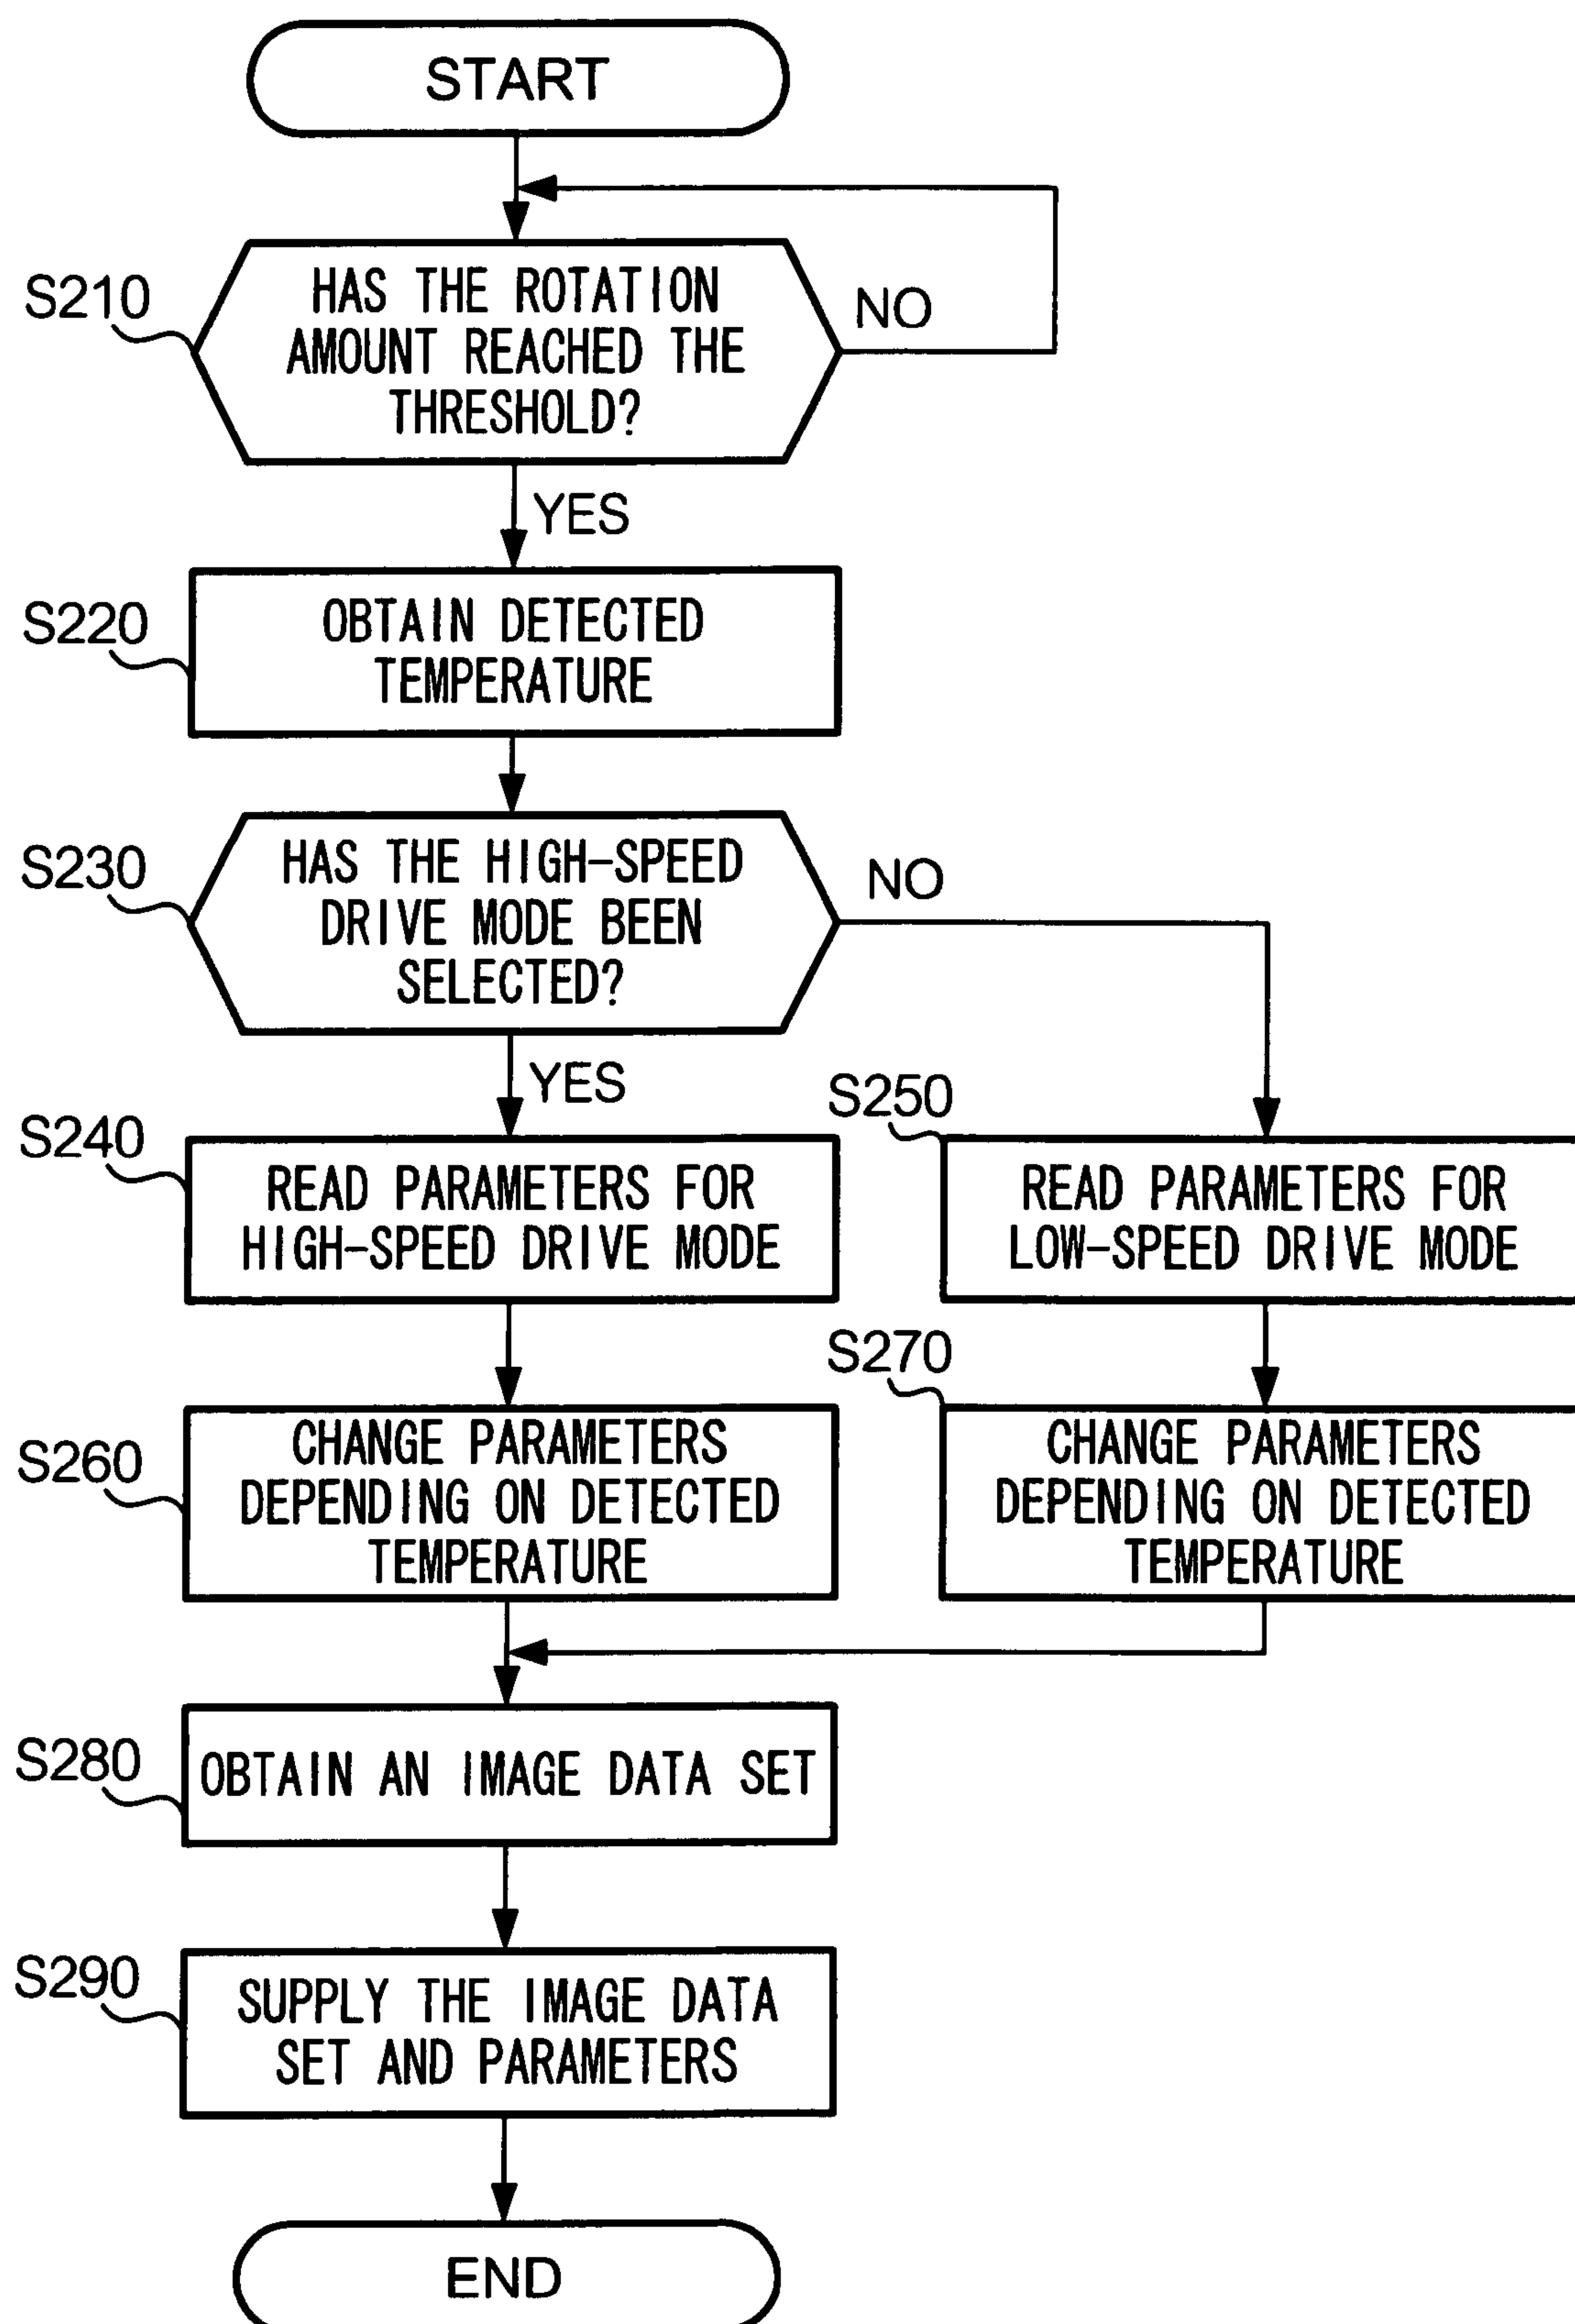 START
S210
HAS THE ROTATION
AMOUNT REACHED THE
THRESHOLD?
NO
YES
S220
OBTAIN DETECTED
TEMPERATURE
S230
HAS THE HIGH-SPEED
DRIVE MODE BEEN
SELECTED?
NO
YES
S240
READ PARAMETERS FOR
HIGH-SPEED DRIVE MODE
S250
READ PARAMETERS FOR
LOW-SPEED DRIVE MODE
S260
CHANGE PARAMETERS
DEPENDING ON DETECTED
TEMPERATURE
S270
CHANGE PARAMETERS
DEPENDING ON DETECTED
TEMPERATURE
S280
OBTAIN AN IMAGE DATA SET
S290
SUPPLY THE IMAGE DATA
SET AND PARAMETERS
END